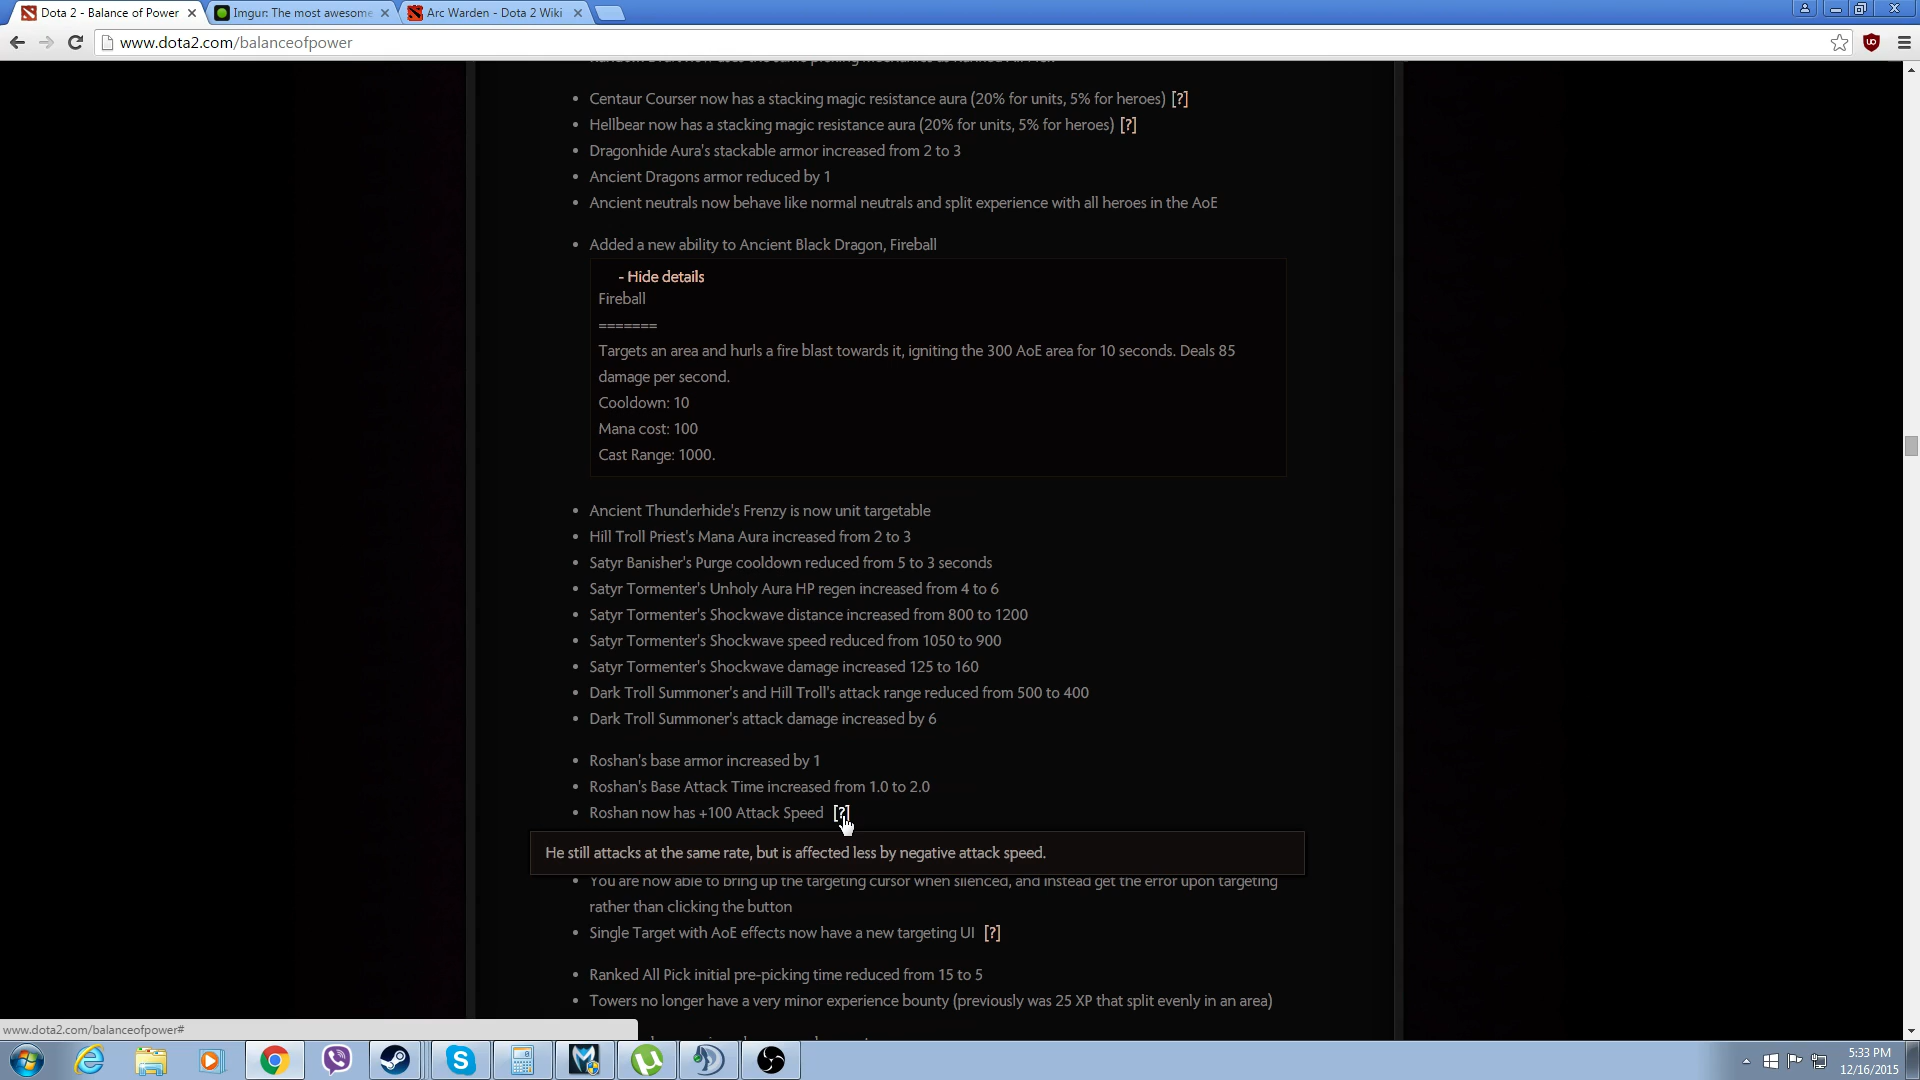 Dota 2 - Balance of Power
Imgur: The most awesome
Arc Warden - Dota 2 Wiki
www.dota2.com/balanceofpower
• Centaur Courser now has a stacking magic resistance aura (20% for units, 5% for heroes) [?]
• Hellbear now has a stacking magic resistance aura (20% for units, 5% for heroes) [?]
• Dragonhide Aura's stackable armor increased from 2 to 3
• Ancient Dragons armor reduced by 1
• Ancient neutrals now behave like normal neutrals and split experience with all heroes in the AoE
• Added a new ability to Ancient Black Dragon, Fireball
- Hide details
Fireball
=======
Targets an area and hurls a fire blast towards it, igniting the 300 AoE area for 10 seconds. Deals 85
damage per second.
Cooldown: 10
Mana cost: 100
Cast Range: 1000.
• Ancient Thunderhide's Frenzy is now unit targetable
• Hill Troll Priest's Mana Aura increased from 2 to 3
• Satyr Banisher's Purge cooldown reduced from 5 to 3 seconds
• Satyr Tormenter's Unholy Aura HP regen increased from 4 to 6
• Satyr Tormenter's Shockwave distance increased from 800 to 1200
• Satyr Tormenter's Shockwave speed reduced from 1050 to 900
• Satyr Tormenter's Shockwave damage increased 125 to 160
• Dark Troll Summoner's and Hill Troll's attack range reduced from 500 to 400
• Dark Troll Summoner's attack damage increased by 6
• Roshan's base armor increased by 1
• Roshan's Base Attack Time increased from 1.0 to 2.0
• Roshan now has +100 Attack Speed [?]
He still attacks at the same rate, but is affected less by negative attack speed.
• You are now able to bring up the targeting cursor when silenced, and instead get the error upon targeting
rather than clicking the button
• Single Target with AoE effects now have a new targeting UI [?]
• Ranked All Pick initial pre-picking time reduced from 15 to 5
• Towers no longer have a very minor experience bounty (previously was 25 XP that split evenly in an area)
www.dota2.com/balanceofpower#
5:33 PM
12/16/2015